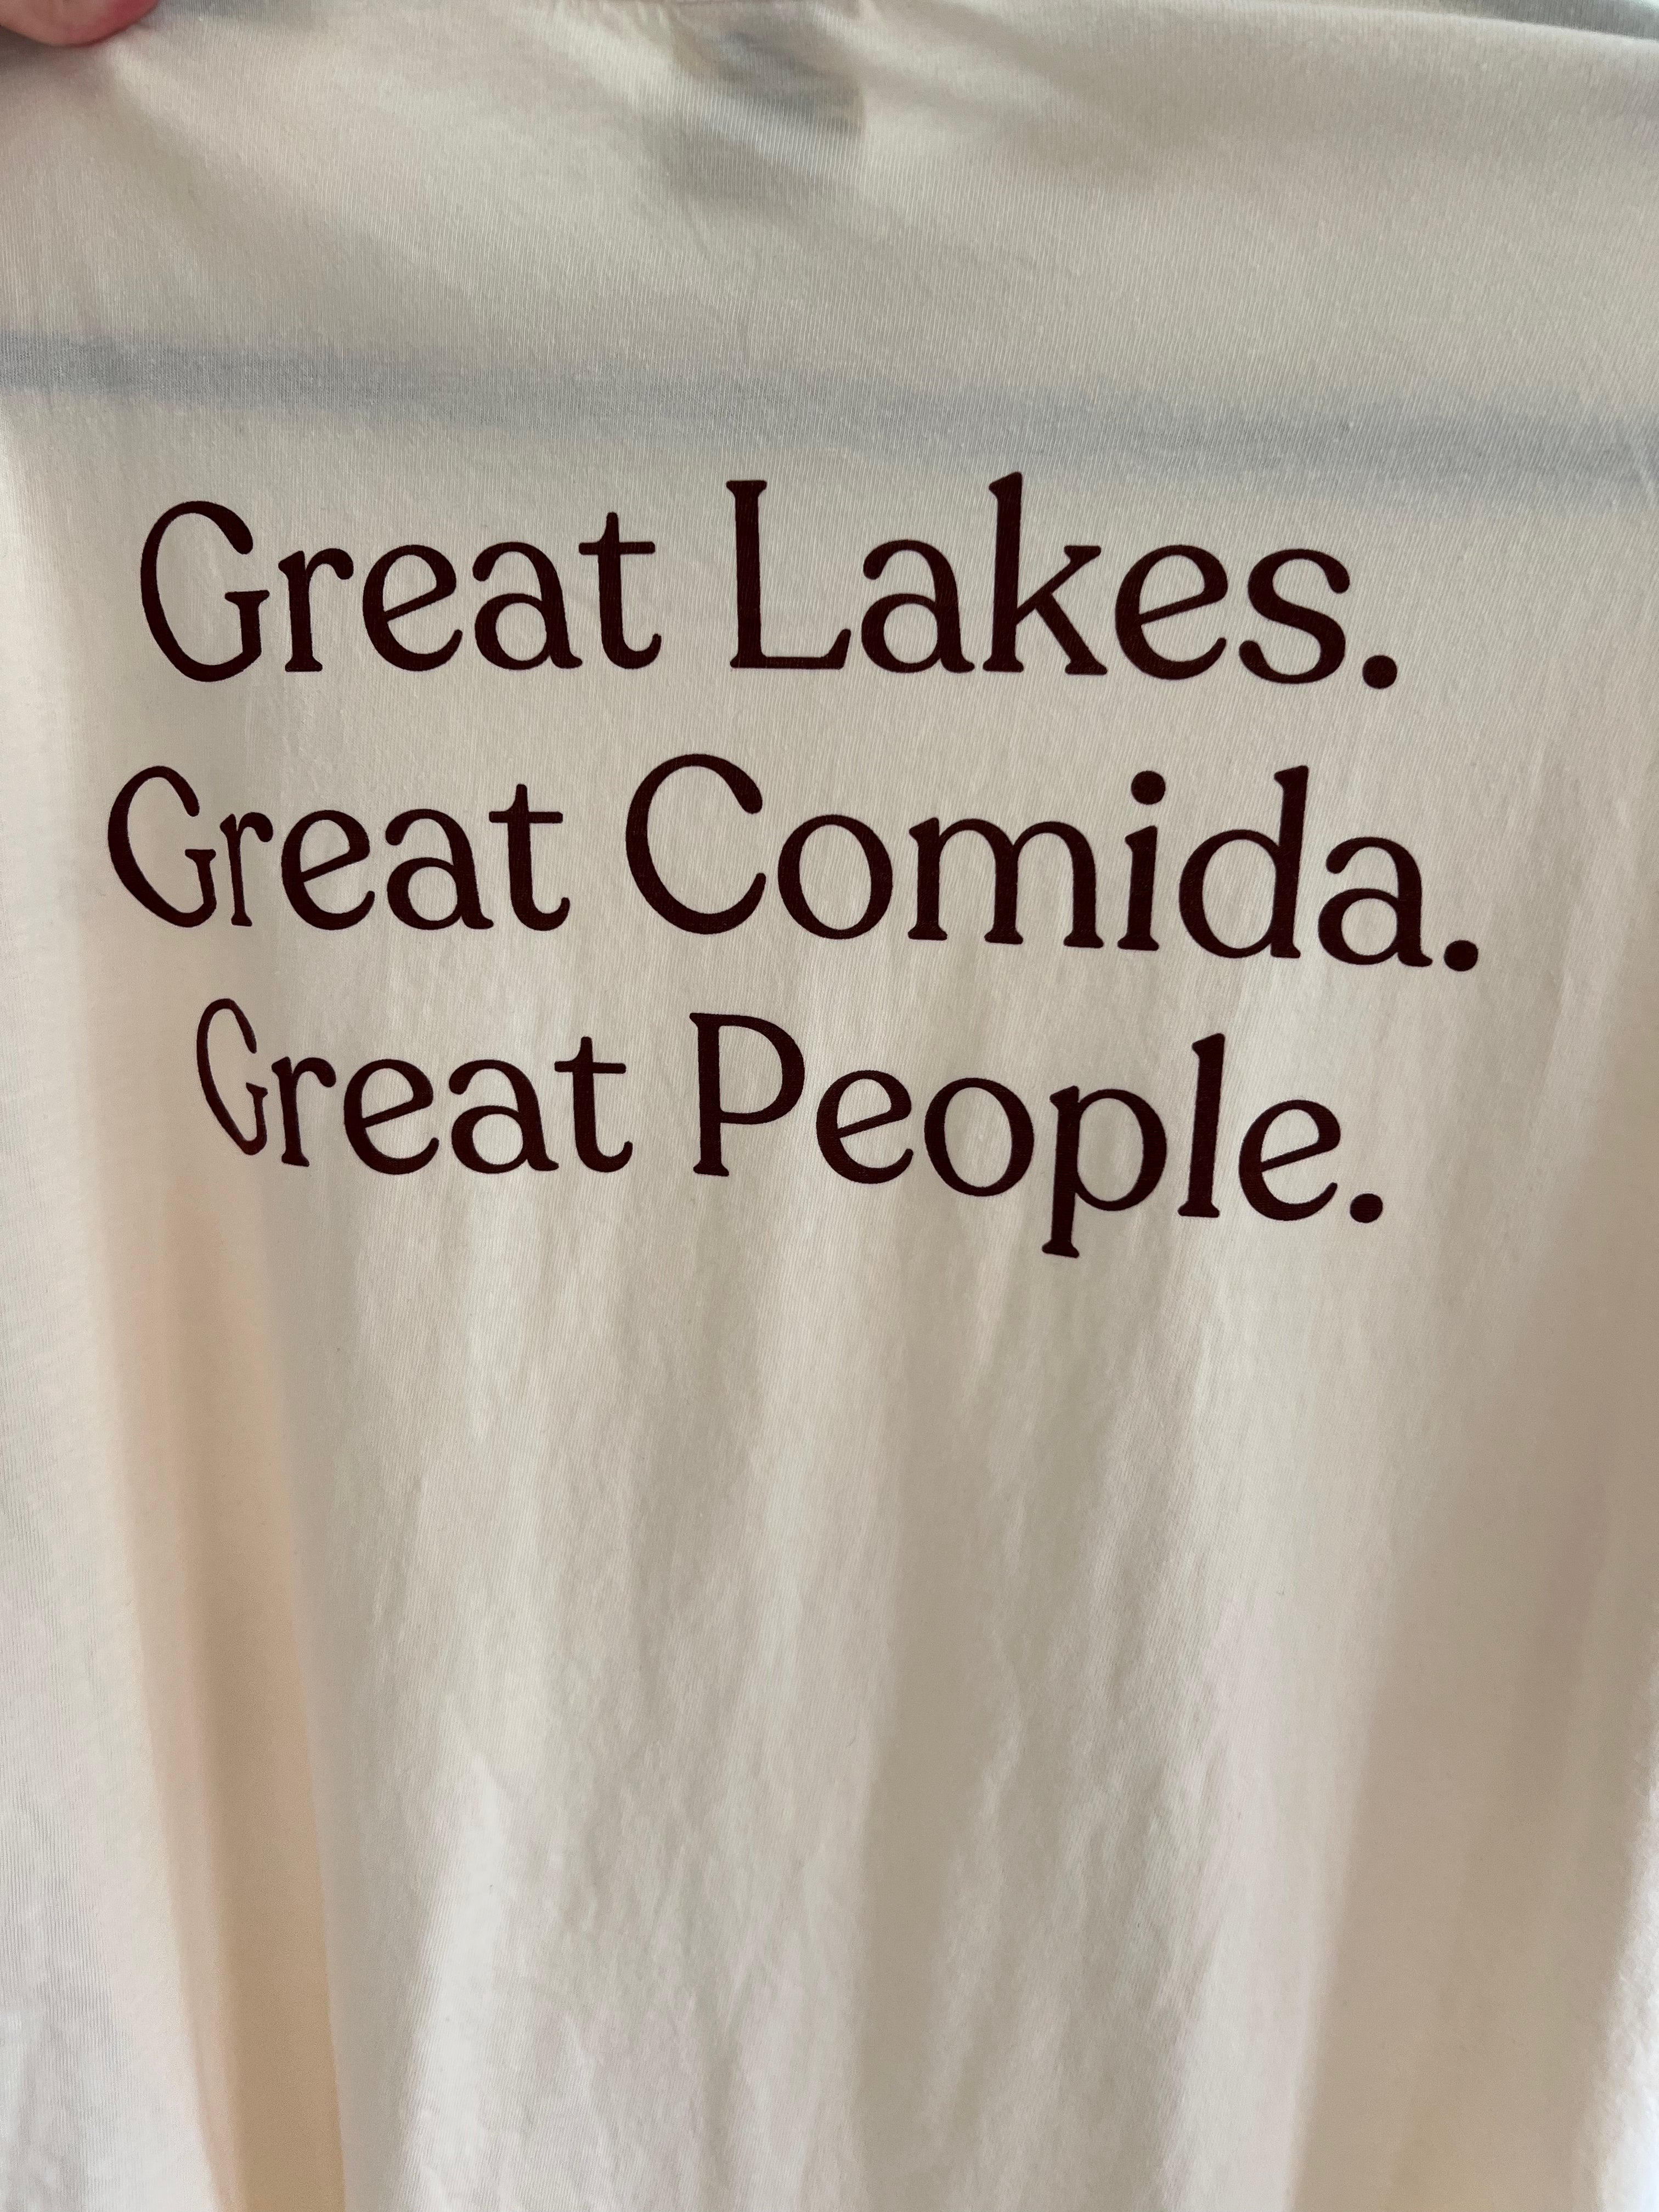 Great Lakes.
Great Comida.
Great People.